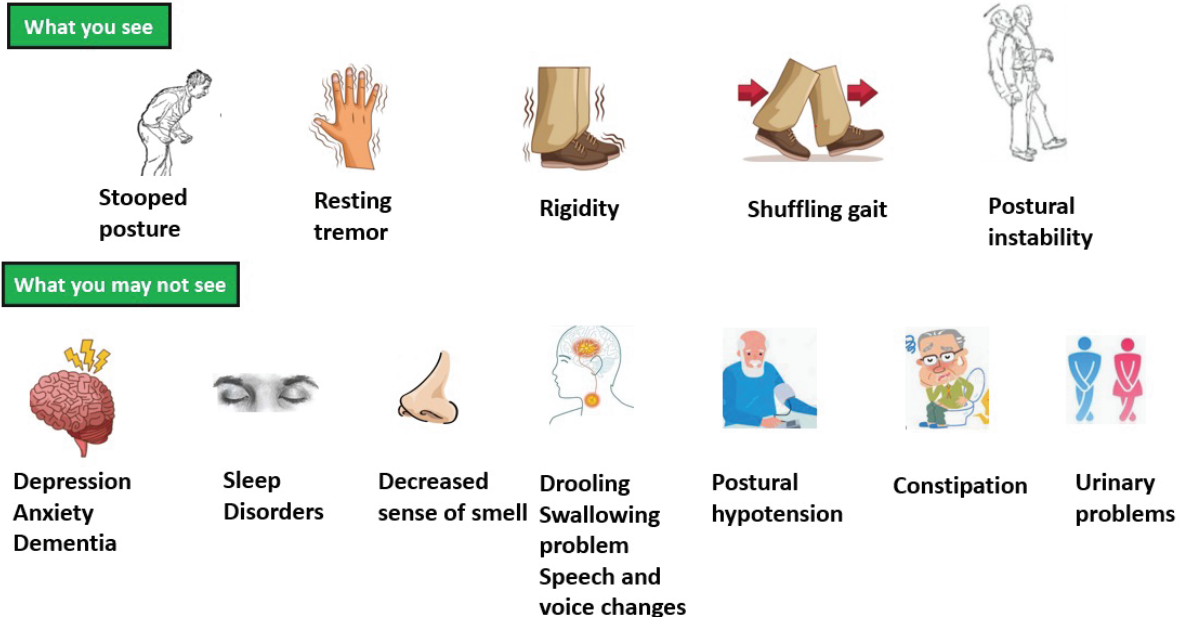 What you see
Stooped
posture
Resting
tremor
Rigidity
Shuffling gait
Postural
instability
What you may not see
Depression
Anxiety
Dementia
Sleep
Disorders
Decreased
sense of smell
Drooling
Swallowing
problem
Speech and
voice changes
Postural
hypotension
Constipation
Urinary
problems